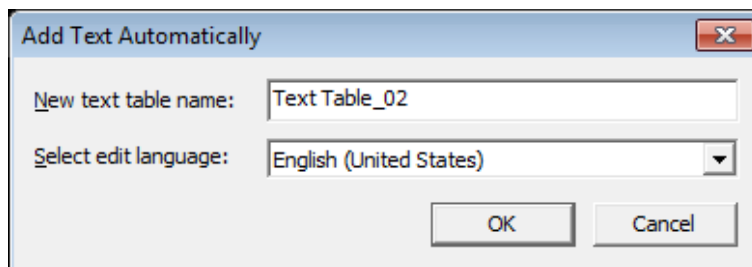 Add Text Automatically
New text table name: Text Table_02
Select edit language: English (United States)
OK Cancel